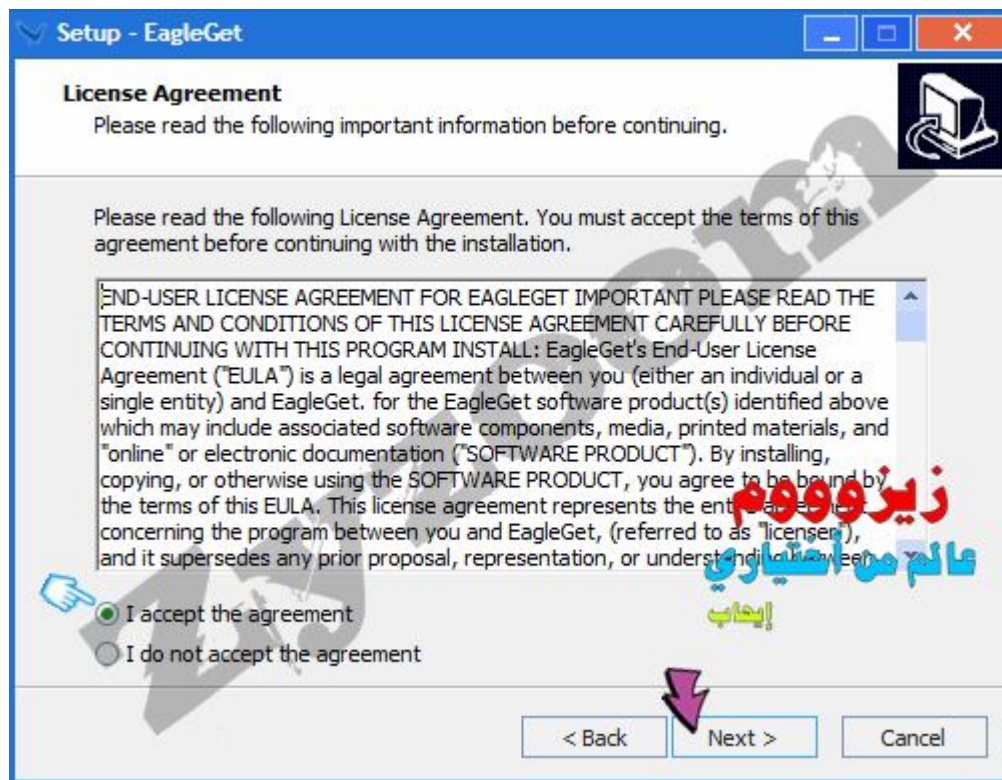 Setup - EagleGet
License Agreement
Please read the following important information before continuing.
Please read the following License Agreement. You must accept the terms of this
agreement before continuing with the installation.
END-USER LICENSE AGREEMENT FOR EAGLEGET IMPORTANT PLEASE READ THE
TERMS AND CONDITIONS OF THIS LICENSE AGREEMENT CAREFULLY BEFORE
CONTINUING WITH THIS PROGRAM INSTALL: EagleGet's End-User License
Agreement ("EULA") is a legal agreement between you (either an individual or a
single entity) and EagleGet. for the EagleGet software product(s) identified above
which may include associated software components, media, printed materials, and
"online" or electronic documentation ("SOFTWARE PRODUCT"). By installing,
copying, or otherwise using the SOFTWARE PRODUCT, you agree to be bound by
the terms of this EULA. This license agreement represents the entire agreement
concerning the program between you and EagleGet, (referred to as "licenser"),
and it supersedes any prior proposal, representation, or understanding between
زيزوووم
عالم من أختياري
إيهاب
I accept the agreement
I do not accept the agreement
< Back
Next >
Cancel
Zyzoom